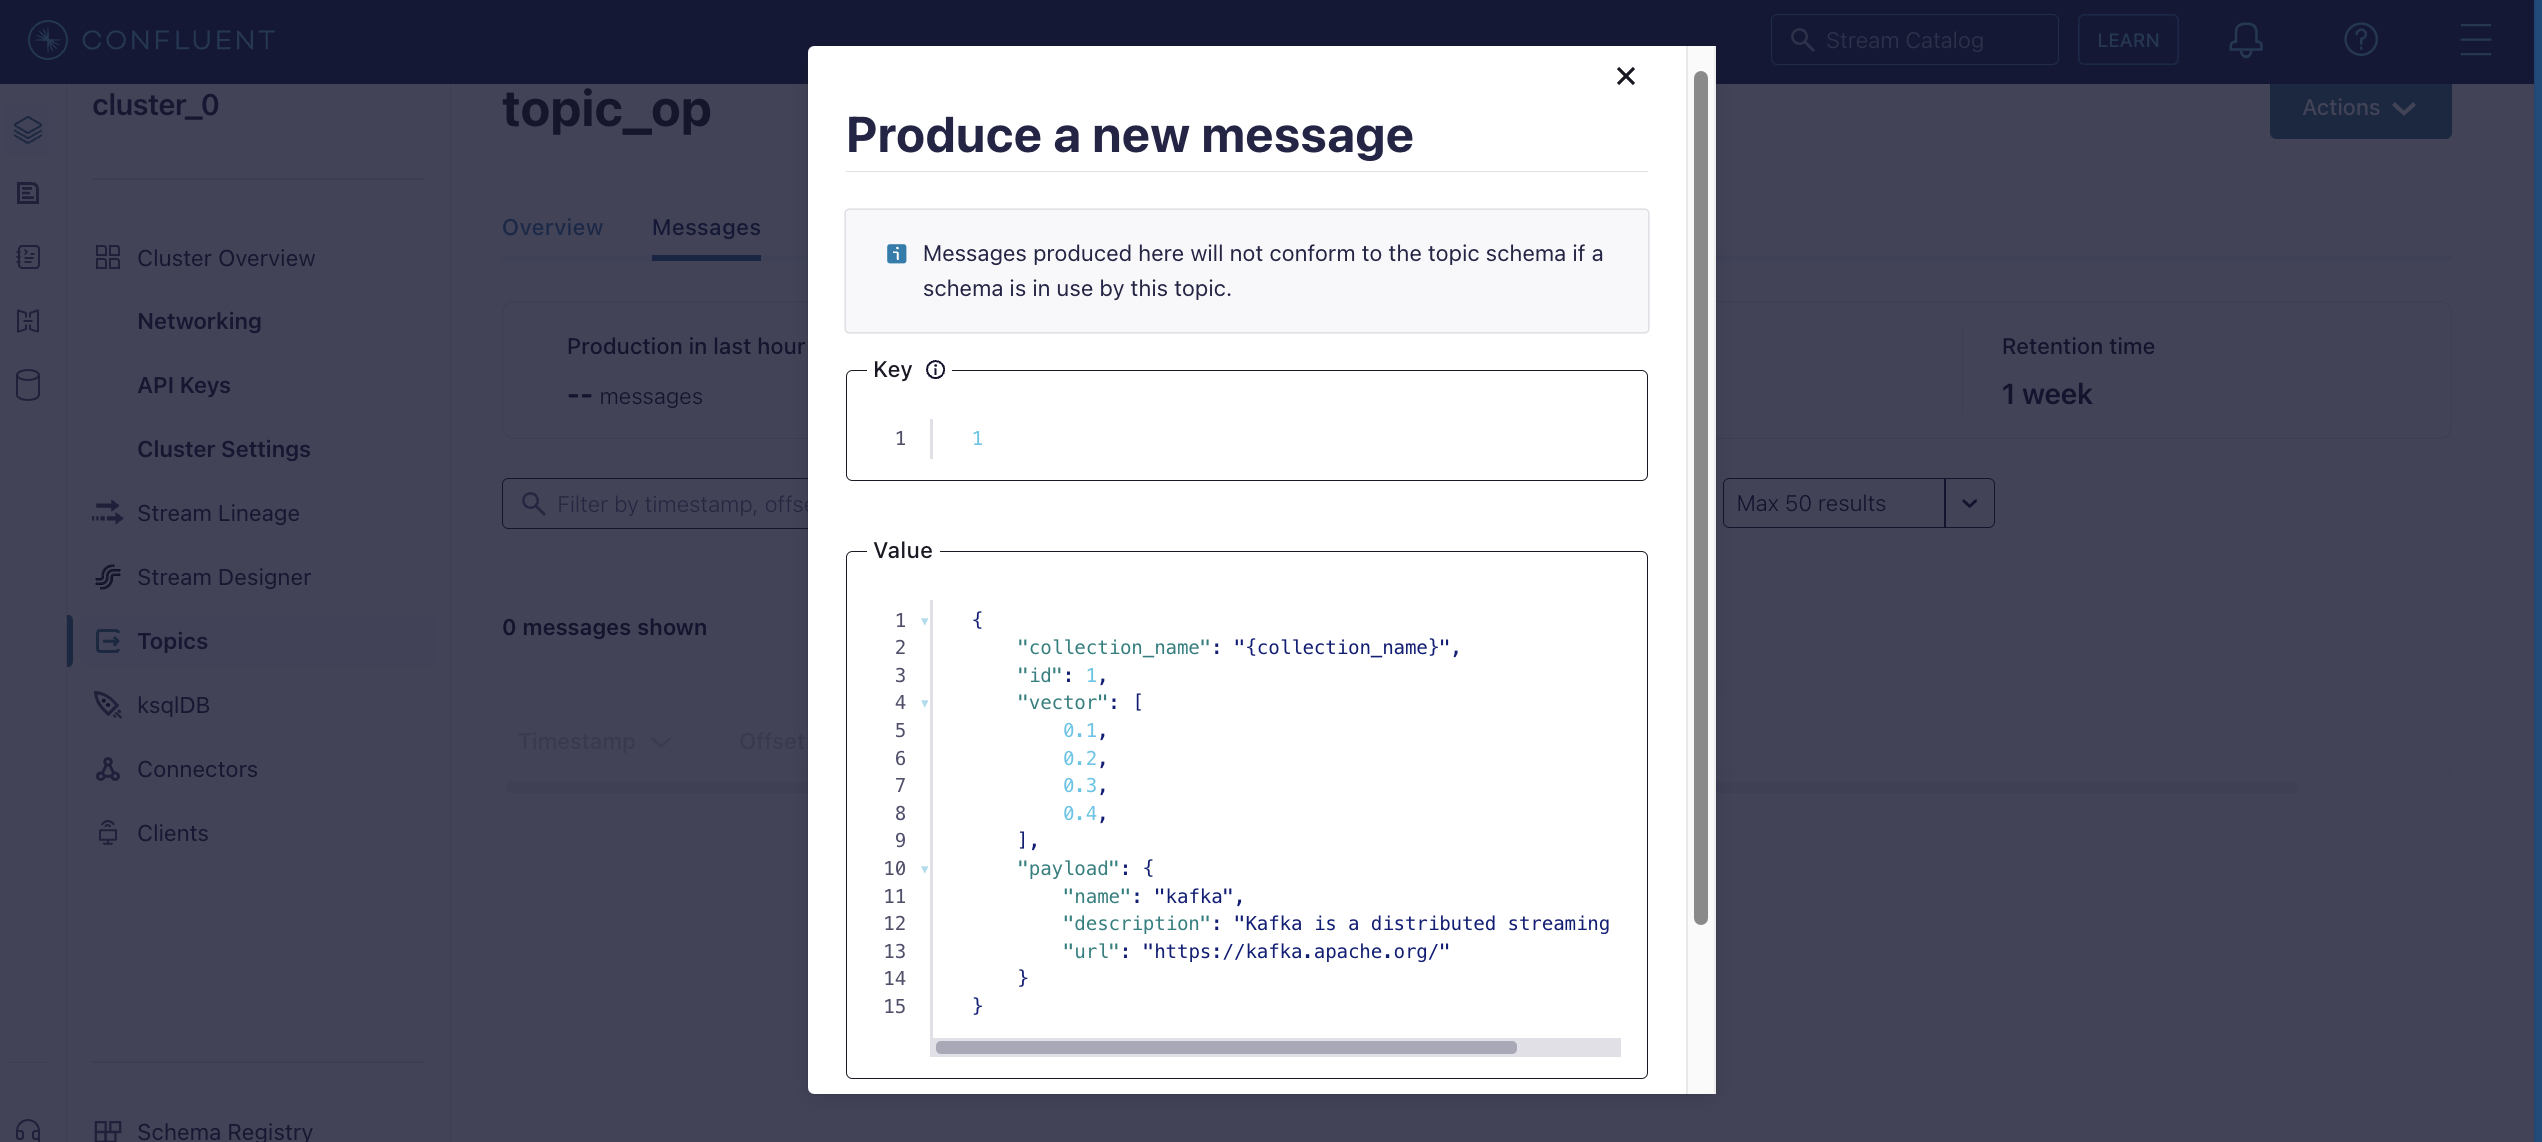 CONFLUENT
Stream Catalog
LEARN
cluster_0
topic_op
Actions
Cluster Overview
Networking
API Keys
Cluster Settings
Stream Lineage
Stream Designer
Topics
ksqlDB
Connectors
Clients
Schema Registry
Overview
Messages
Production in last hour
-- messages
Retention time
1 week
Filter by timestamp, offse
Max 50 results
0 messages shown
Timestamp
Offset
Produce a new message
Messages produced here will not conform to the topic schema if a
schema is in use by this topic.
Key
1 1
Value
1 {
2 "collection_name": "{collection_name}",
3 "id": 1,
4 "vector": [
5 0.1,
6 0.2,
7 0.3,
8 0.4,
9 ],
10 "payload": {
11 "name": "kafka",
12 "description": "Kafka is a distributed streaming
13 "url": "https://kafka.apache.org/"
14 }
15 }